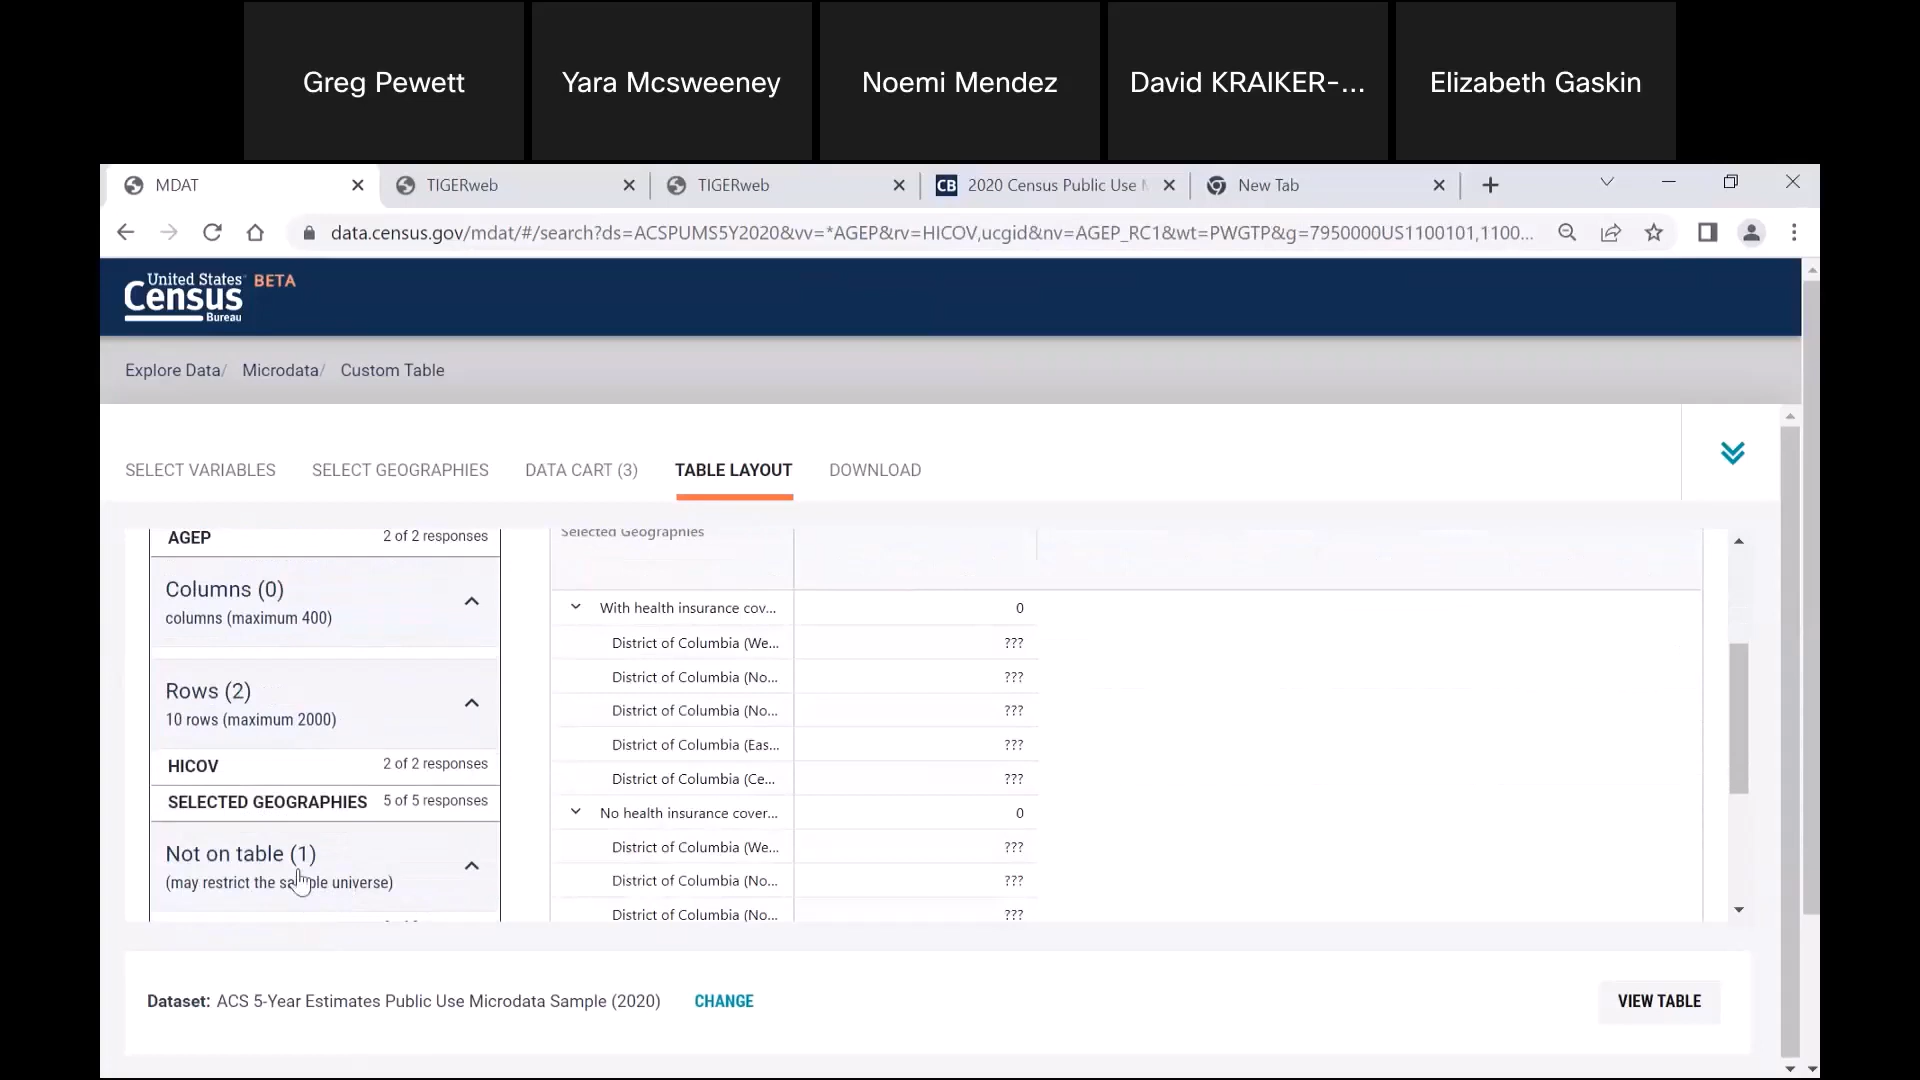 Greg Pewett
Yara Mcsweeney
Noemi Mendez
David KRAIKER-...
Elizabeth Gaskin
MDAT
TIGERweb
TIGERweb
CB 2020 Census Public Use
New Tab
data.census.gov/mdat/#/search?ds=ACSPUMS5Y2020&vv=*AGEP&rv=HICOV,ucgid&nv=AGEP_RC1&wt=PWGTP&g=7950000US1100101,1100...
United States
Census
Bureau
BETA
Explore Data/ Microdata/ Custom Table
SELECT VARIABLES SELECT GEOGRAPHIES DATA CART (3) TABLE LAYOUT DOWNLOAD
AGEP 2 of 2 responses
Columns (0)
columns (maximum 400)
Rows (2)
10 rows (maximum 2000)
HICOV 2 of 2 responses
SELECTED GEOGRAPHIES 5 of 5 responses
Not on table (1)
(may restrict the sample universe)
Selected Geographies
With health insurance cov... 0
District of Columbia (We... ???
District of Columbia (No... ???
District of Columbia (No... ???
District of Columbia (Eas... ???
District of Columbia (Ce... ???
No health insurance cover... 0
District of Columbia (We... ???
District of Columbia (No... ???
District of Columbia (No... ???
Dataset: ACS 5-Year Estimates Public Use Microdata Sample (2020) CHANGE
VIEW TABLE